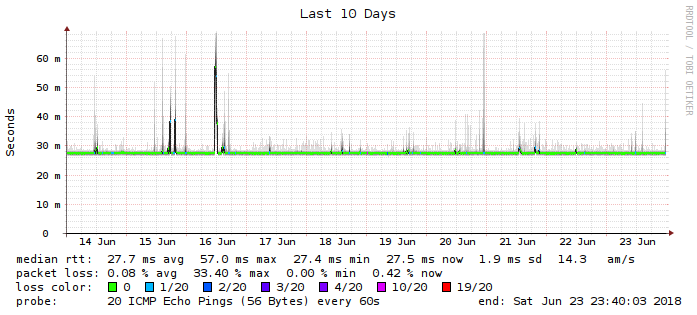 Last 10 Days
RRDTOOL / TOBI OETIKER
Seconds
60 m
50 m
40 m
30 m
20 m
10 m
0
14 Jun 15 Jun 16 Jun 17 Jun 18 Jun 19 Jun 20 Jun 21 Jun 22 Jun 23 Jun
median rtt: 27.7 ms avg 57.0 ms max 27.4 ms min 27.5 ms now 1.9 ms sd 14.3 am/s
packet loss: 0.08 % avg 33.40 % max 0.00 % min 0.42 % now
loss color: 0 1/20 2/20 3/20 4/20 10/20 19/20
probe: 20 ICMP Echo Pings (56 Bytes) every 60s end: Sat Jun 23 23:40:03 2018